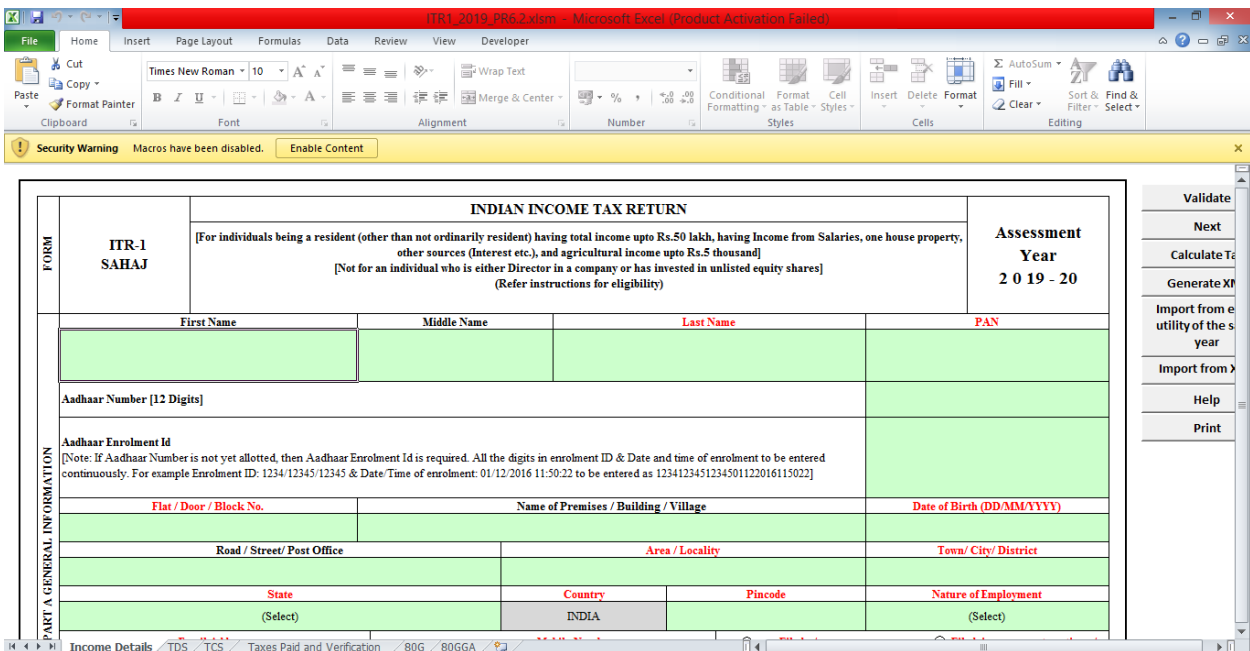 ITR1_2019_PR6.2.xlsm - Microsoft Excel (Product Activation Failed)
File Home Insert Page Layout Formulas Data Review View Developer
Paste
Cut
Copy
Format Painter
Clipboard
Times New Roman 10
B I U
Font
Wrap Text
Merge & Center
Alignment
% ,
Number
Conditional Formatting
Format as Table
Cell Styles
Styles
Insert Delete Format
Cells
Σ AutoSum
Fill
Clear
Sort & Filter
Find & Select
Editing
Security Warning Macros have been disabled. Enable Content
FORM
ITR-1
SAHAJ
INDIAN INCOME TAX RETURN
[For individuals being a resident (other than not ordinarily resident) having total income upto Rs.50 lakh, having Income from Salaries, one house property,
other sources (Interest etc.), and agricultural income upto Rs.5 thousand]
[Not for an individual who is either Director in a company or has invested in unlisted equity shares]
(Refer instructions for eligibility)
Assessment
Year
2 0 19 - 20
First Name Middle Name Last Name PAN
Aadhaar Number [12 Digits]
Aadhaar Enrolment Id
[Note: If Aadhaar Number is not yet allotted, then Aadhaar Enrolment Id is required. All the digits in enrolment ID & Date and time of enrolment to be entered
continuously. For example Enrolment ID: 1234/12345/12345 & Date/Time of enrolment: 01/12/2016 11:50:22 to be entered as 1234123451234501122016115022]
PART A GENERAL INFORMATION
Flat / Door / Block No. Name of Premises / Building / Village Date of Birth (DD/MM/YYYY)
Road / Street/ Post Office Area / Locality Town/ City/ District
State Country Pincode Nature of Employment
(Select) INDIA (Select)
Validate
Next
Calculate Ta
Generate XM
Import from e
utility of the s
year
Import from X
Help
Print
Income Details TDS TCS Taxes Paid and Verification 80G 80GGA